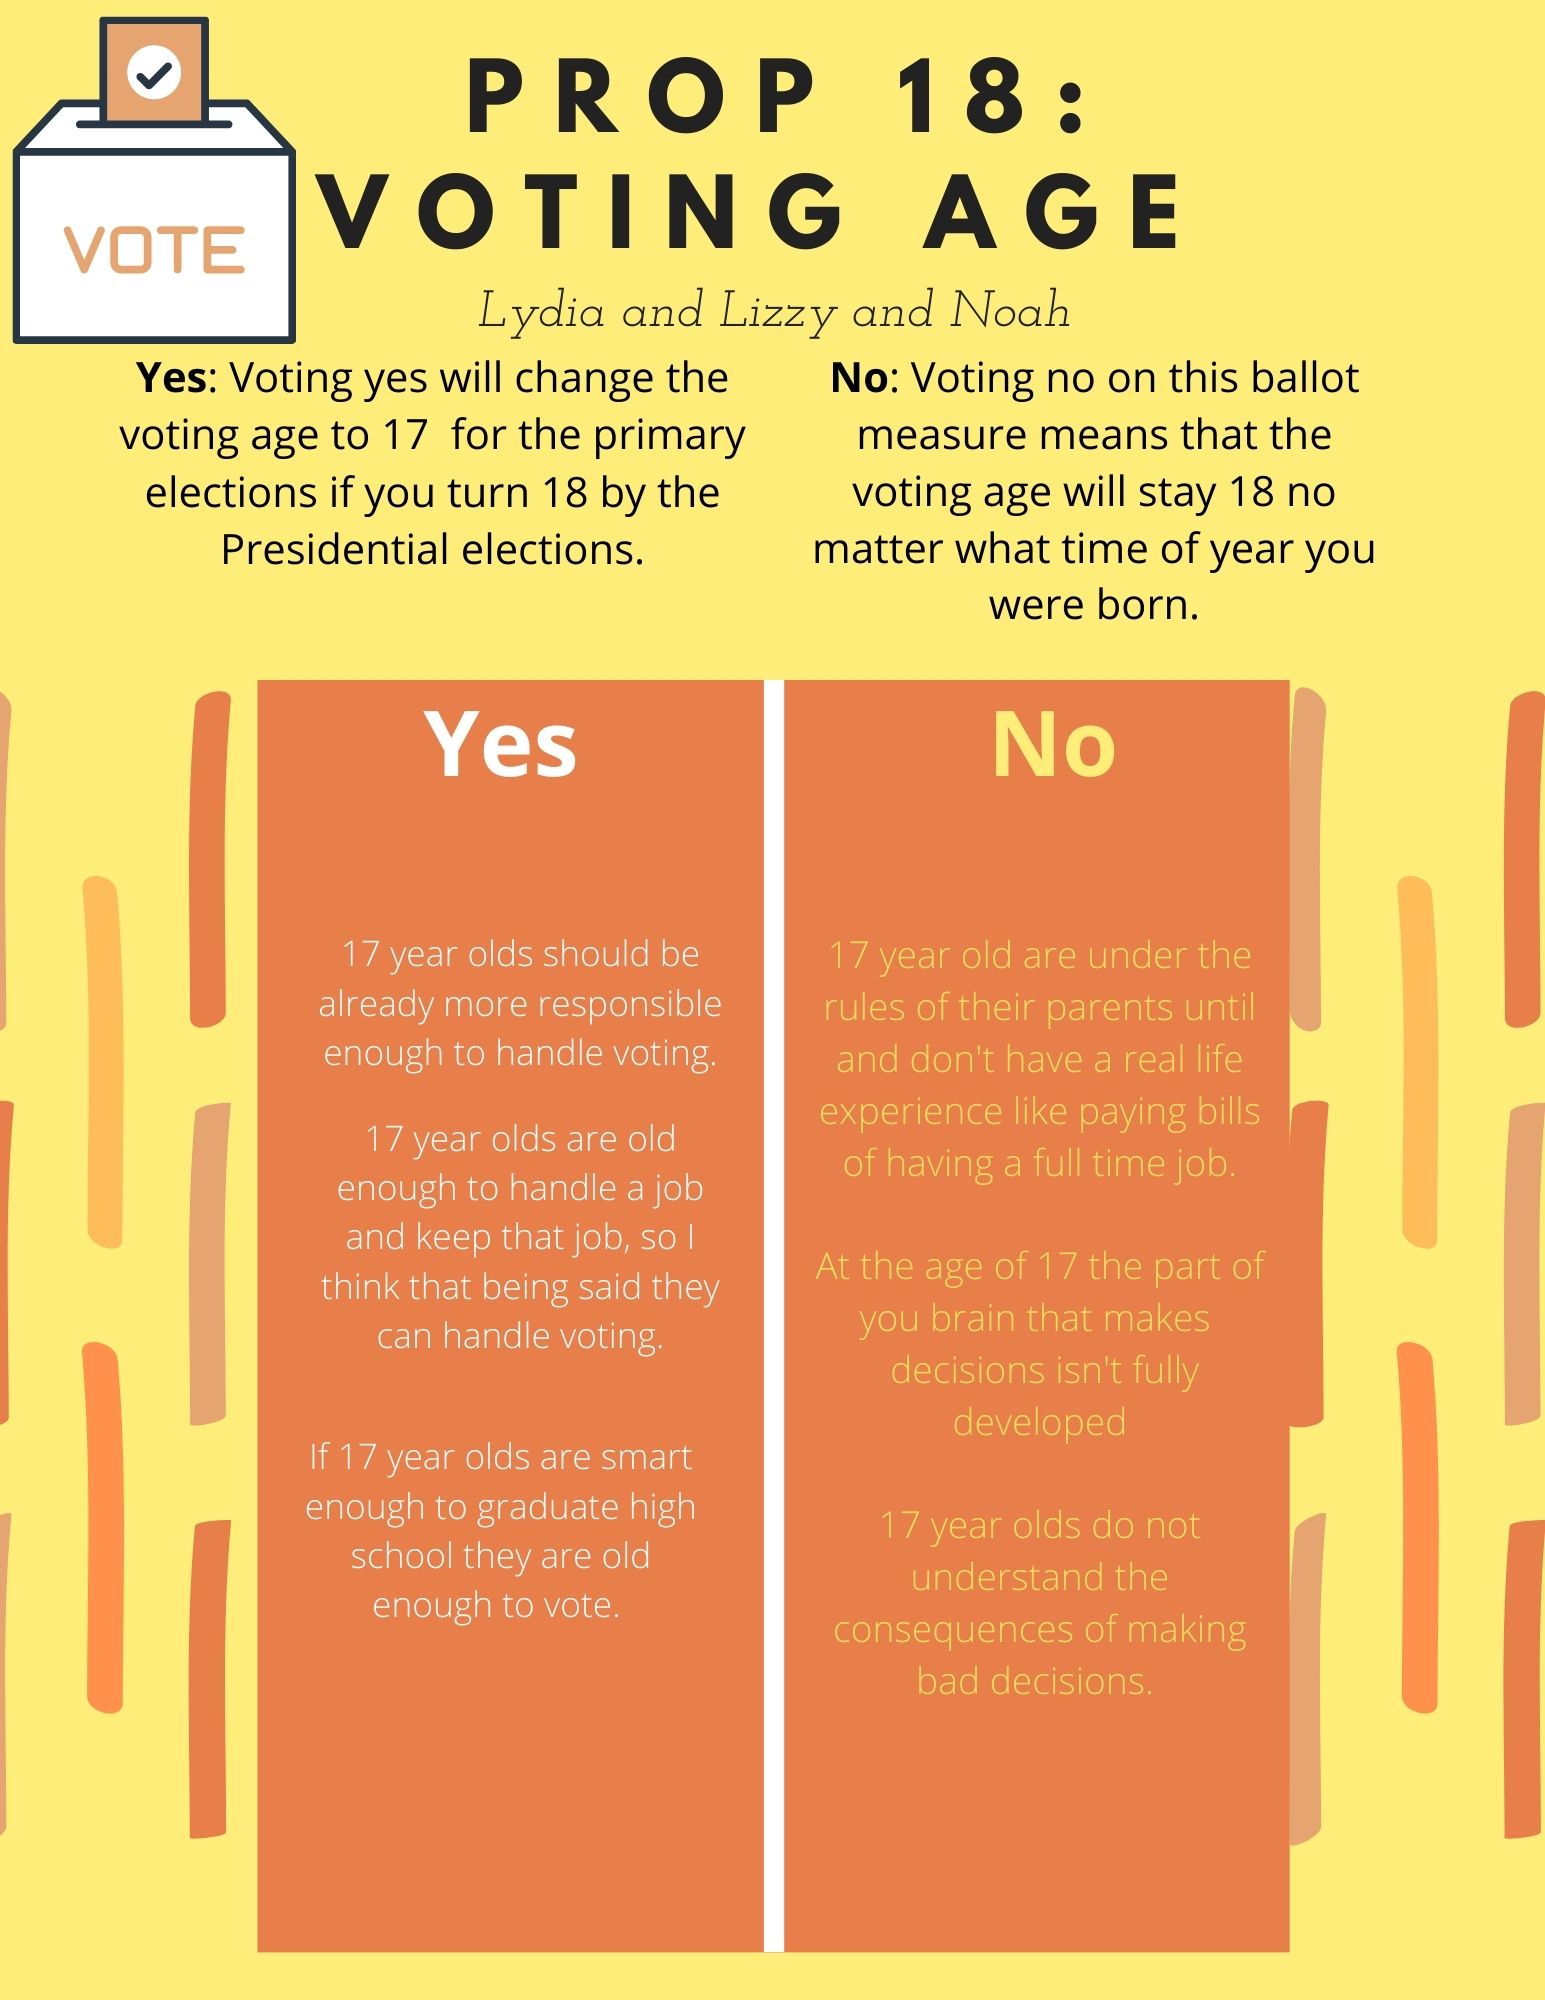 VOTE
PROP 18:
VOTING AGE
Lydia and Lizzy and Noah
Yes: Voting yes will change the
voting age to 17  for the primary
elections if you turn 18 by the
Presidential elections.
No: Voting no on this ballot
measure means that the
voting age will stay 18 no
matter what time of year you
were born.
Yes
17 year olds should be
already more responsible
enough to handle voting.
17 year olds are old
enough to handle a job
and keep that job, so I
think that being said they
can handle voting.
If 17 year olds are smart
enough to graduate high
school they are old
enough to vote.
No
17 year old are under the
rules of their parents until
and don't have a real life
experience like paying bills
of having a full time job.
At the age of 17 the part of
you brain that makes
decisions isn't fully
developed
17 year olds do not
understand the
consequences of making
bad decisions.